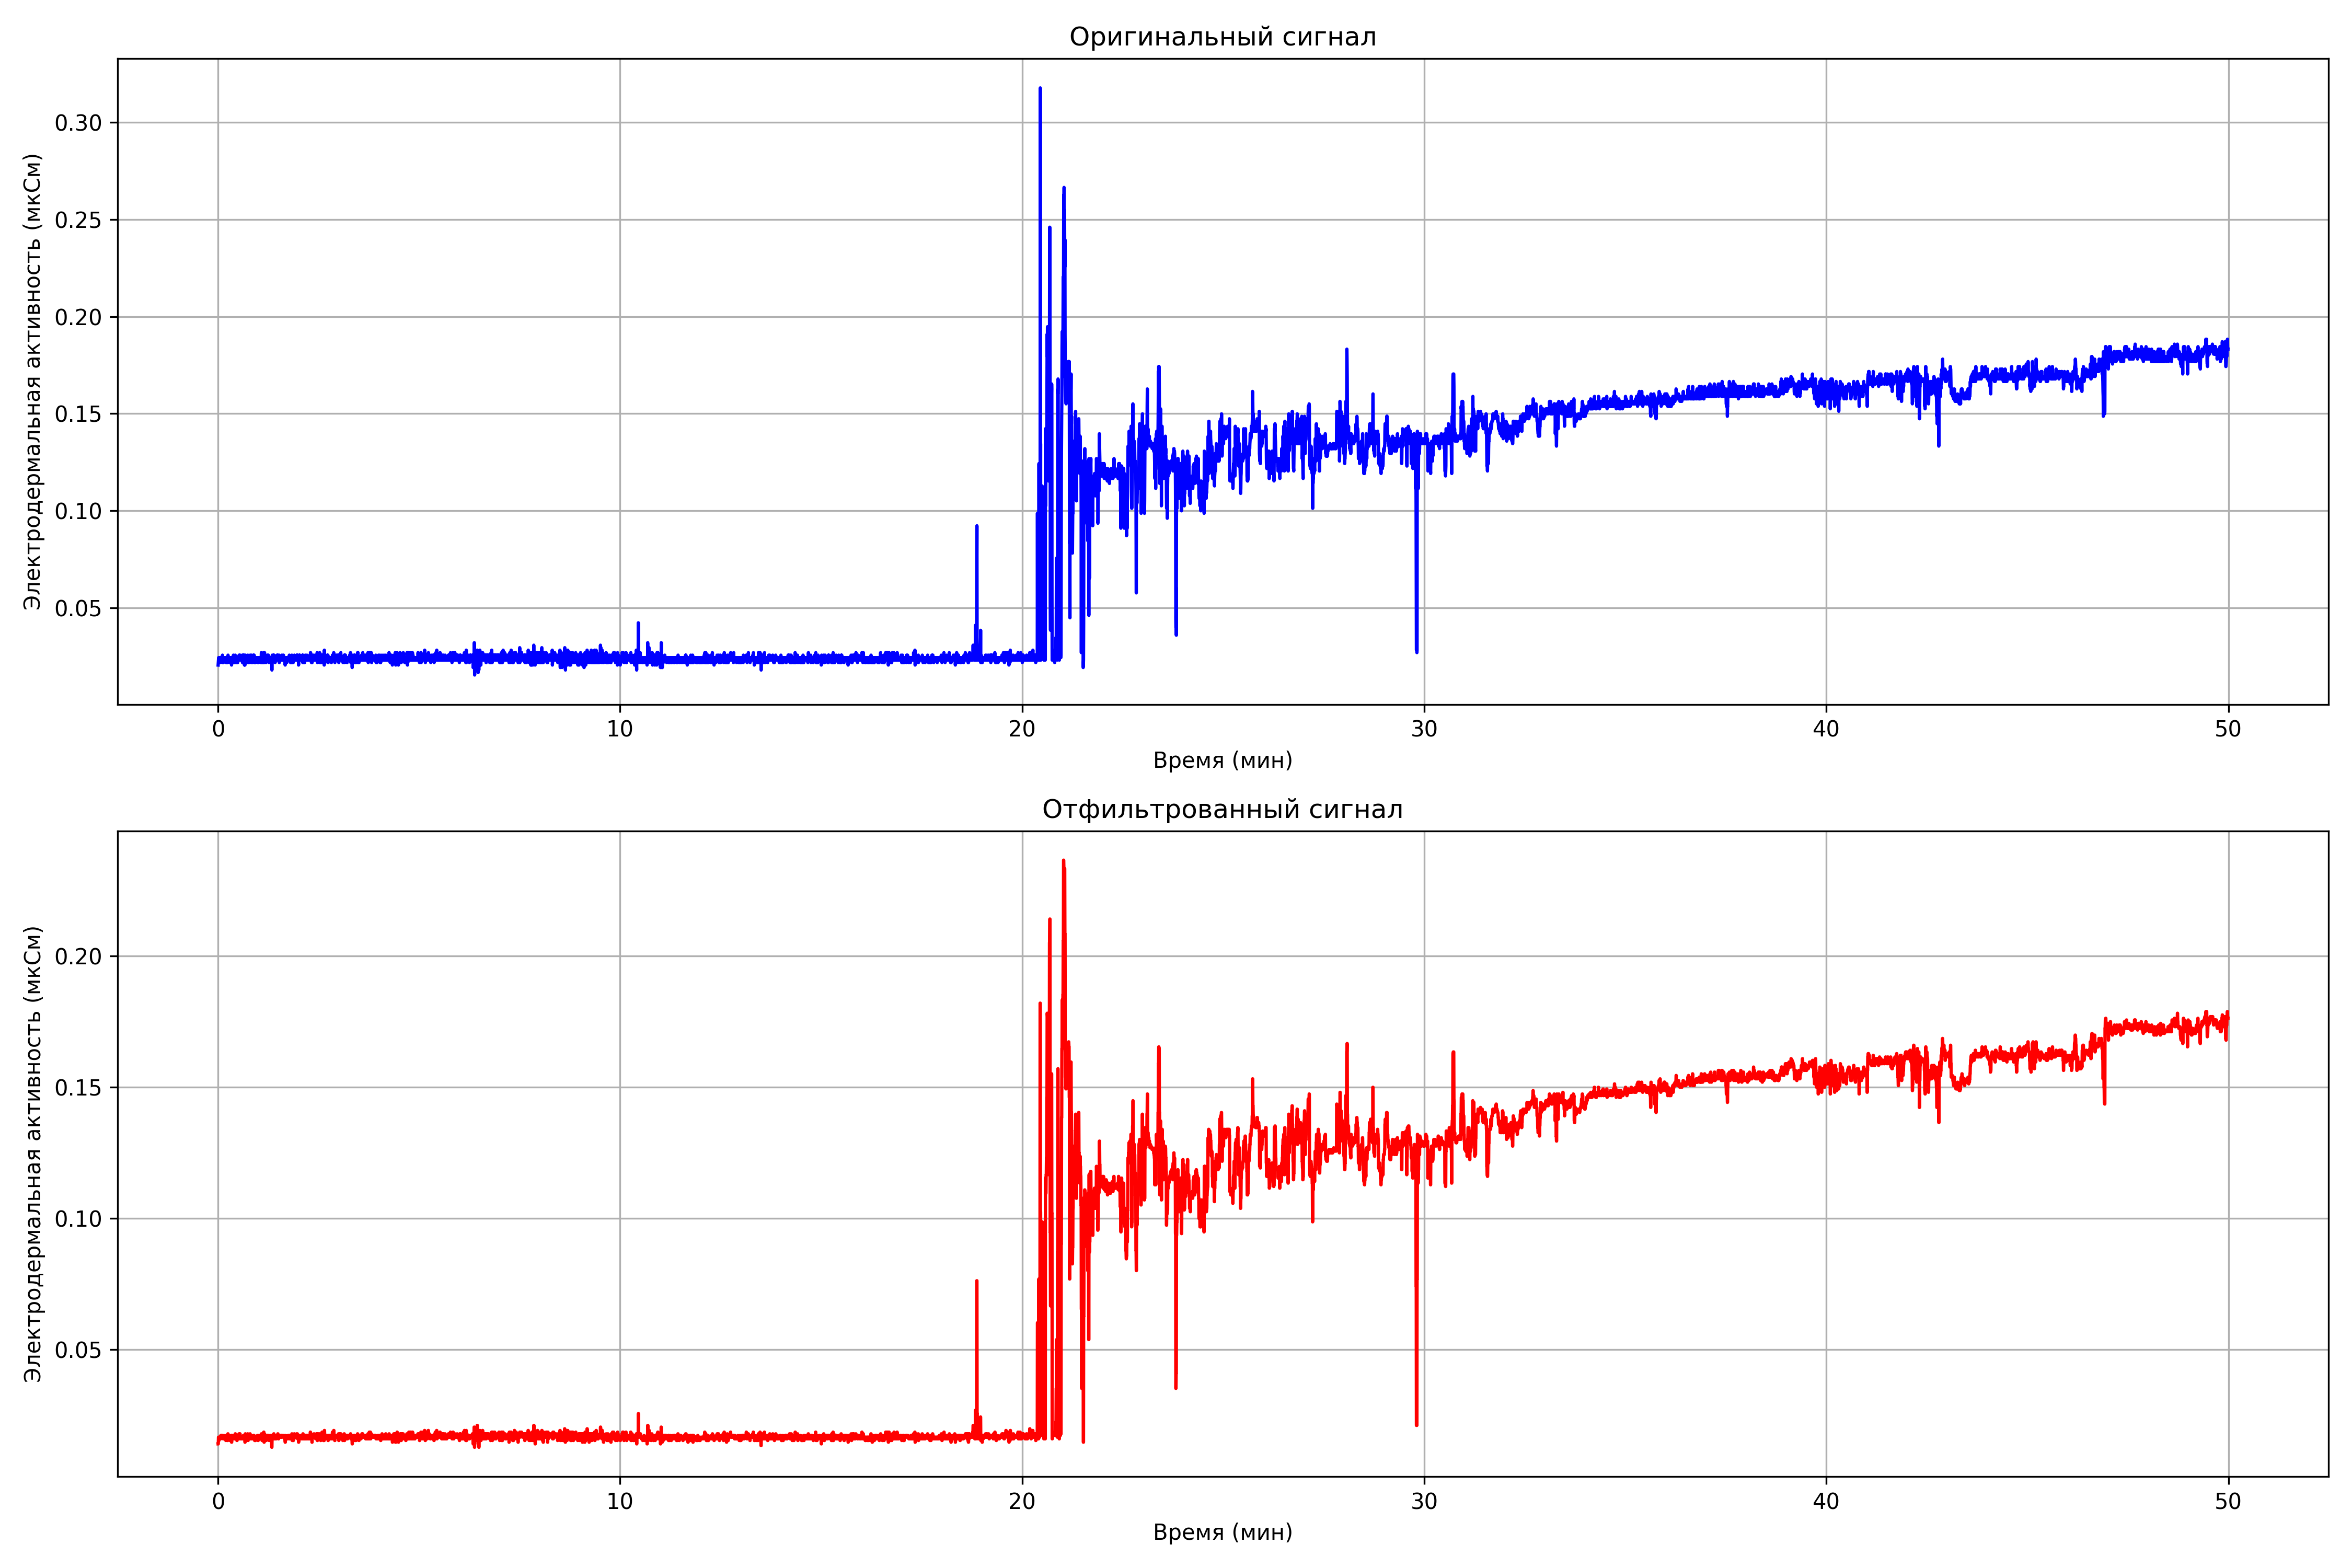 Оригинальный сигнал
Электродермальная активность (мкСм)
0.30
0.25
0.20
0.15
0.10
0.05
0 10 20 30 40 50
Время (мин)
Отфильтрованный сигнал
Электродермальная активность (мкСм)
0.20
0.15
0.10
0.05
0 10 20 30 40 50
Время (мин)